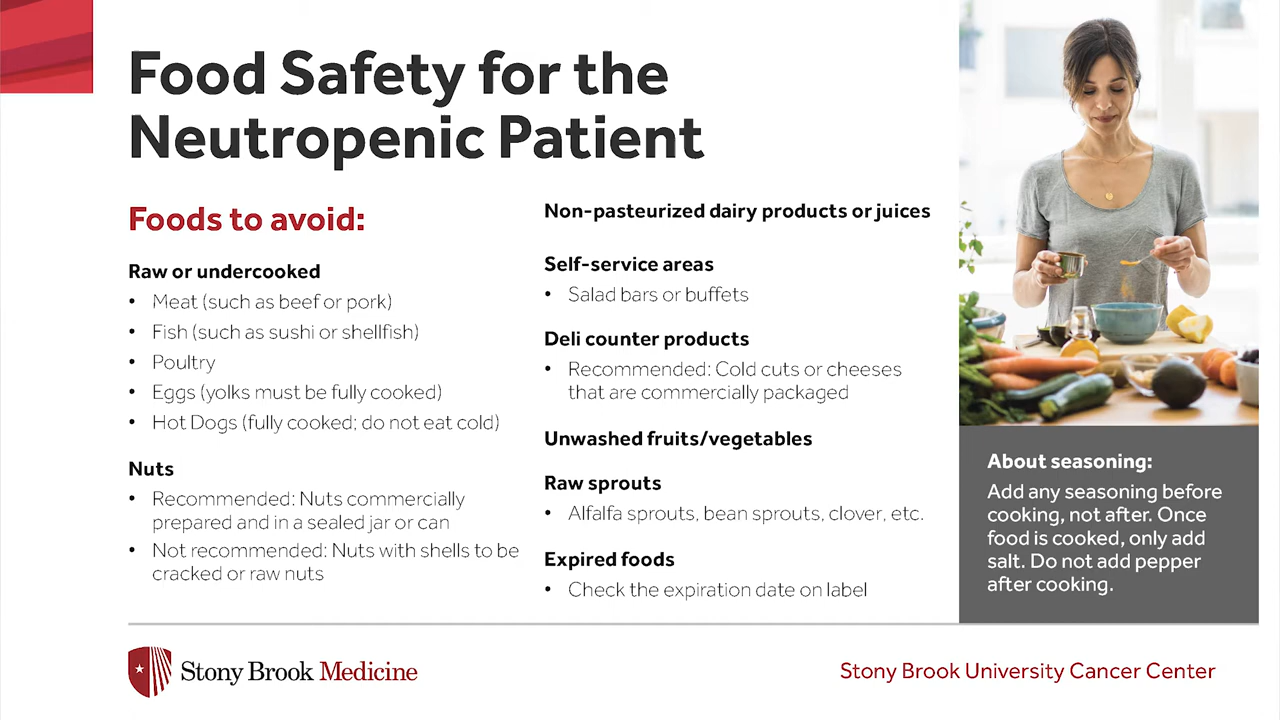 Food Safety for the
Neutropenic Patient
Foods to avoid:
Raw or undercooked
• Meat (such as beef or pork)
• Fish (such as sushi or shellfish)
• Poultry
• Eggs (yolks must be fully cooked)
• Hot Dogs (fully cooked; do not eat cold)
Nuts
• Recommended: Nuts commercially
prepared and in a sealed jar or can
• Not recommended: Nuts with shells to be
cracked or raw nuts
Non-pasteurized dairy products or juices
Self-service areas
• Salad bars or buffets
Deli counter products
• Recommended: Cold cuts or cheeses
that are commercially packaged
Unwashed fruits/vegetables
Raw sprouts
• Alfalfa sprouts, bean sprouts, clover, etc.
Expired foods
• Check the expiration date on label
About seasoning:
Add any seasoning before
cooking, not after. Once
food is cooked, only add
salt. Do not add pepper
after cooking.
Stony Brook Medicine
Stony Brook University Cancer Center